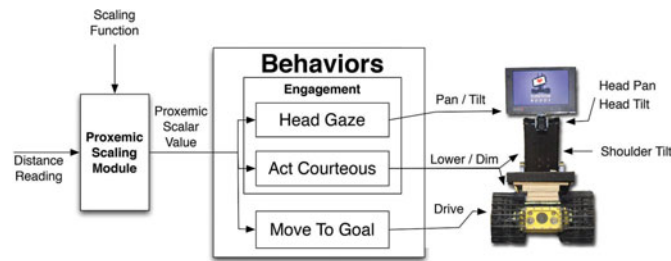 Scaling
Function
Distance
Reading
Proxemic
Scaling
Module
Proxemic
Scalar
Value
Behaviors
Engagement
Head Gaze
Act Courteous
Move To Goal
Pan / Tilt
Lower / Dim
Drive
Head Pan
Head Tilt
Shoulder Tilt